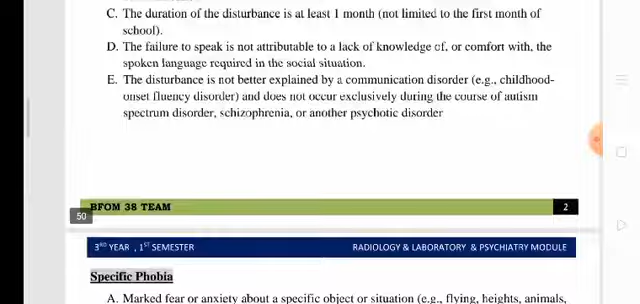 C. The duration of the disturbance is at least 1 month (not limited to the first month of
school).
D. The failure to speak is not attributable to a lack of knowledge of, or comfort with, the
spoken language required in the social situation.
E. The disturbance is not better explained by a communication disorder (e.g., childhood-
onset fluency disorder) and does not occur exclusively during the course of autism
spectrum disorder, schizophrenia, or another psychotic disorder
BFOM 38 TEAM 2
50
3RD YEAR , 1ST SEMESTER RADIOLOGY & LABORATORY & PSYCHIATRY MODULE
Specific Phobia
A. Marked fear or anxiety about a specific object or situation (e.g., flying, heights, animals,